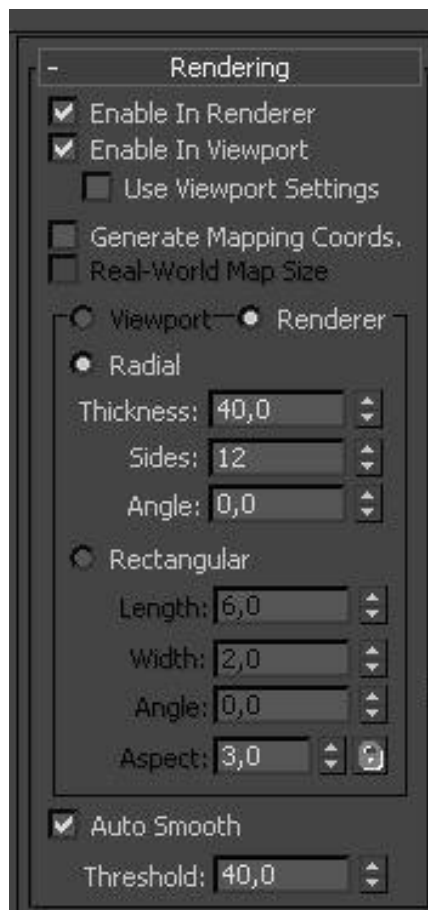 - Rendering
Enable In Renderer
Enable In Viewport
Use Viewport Settings
Generate Mapping Coords.
Real-World Map Size
Viewport Renderer
Radial
Thickness: 40,0
Sides: 12
Angle: 0,0
Rectangular
Length: 6,0
Width: 2,0
Angle: 0,0
Aspect: 3,0
Auto Smooth
Threshold: 40,0